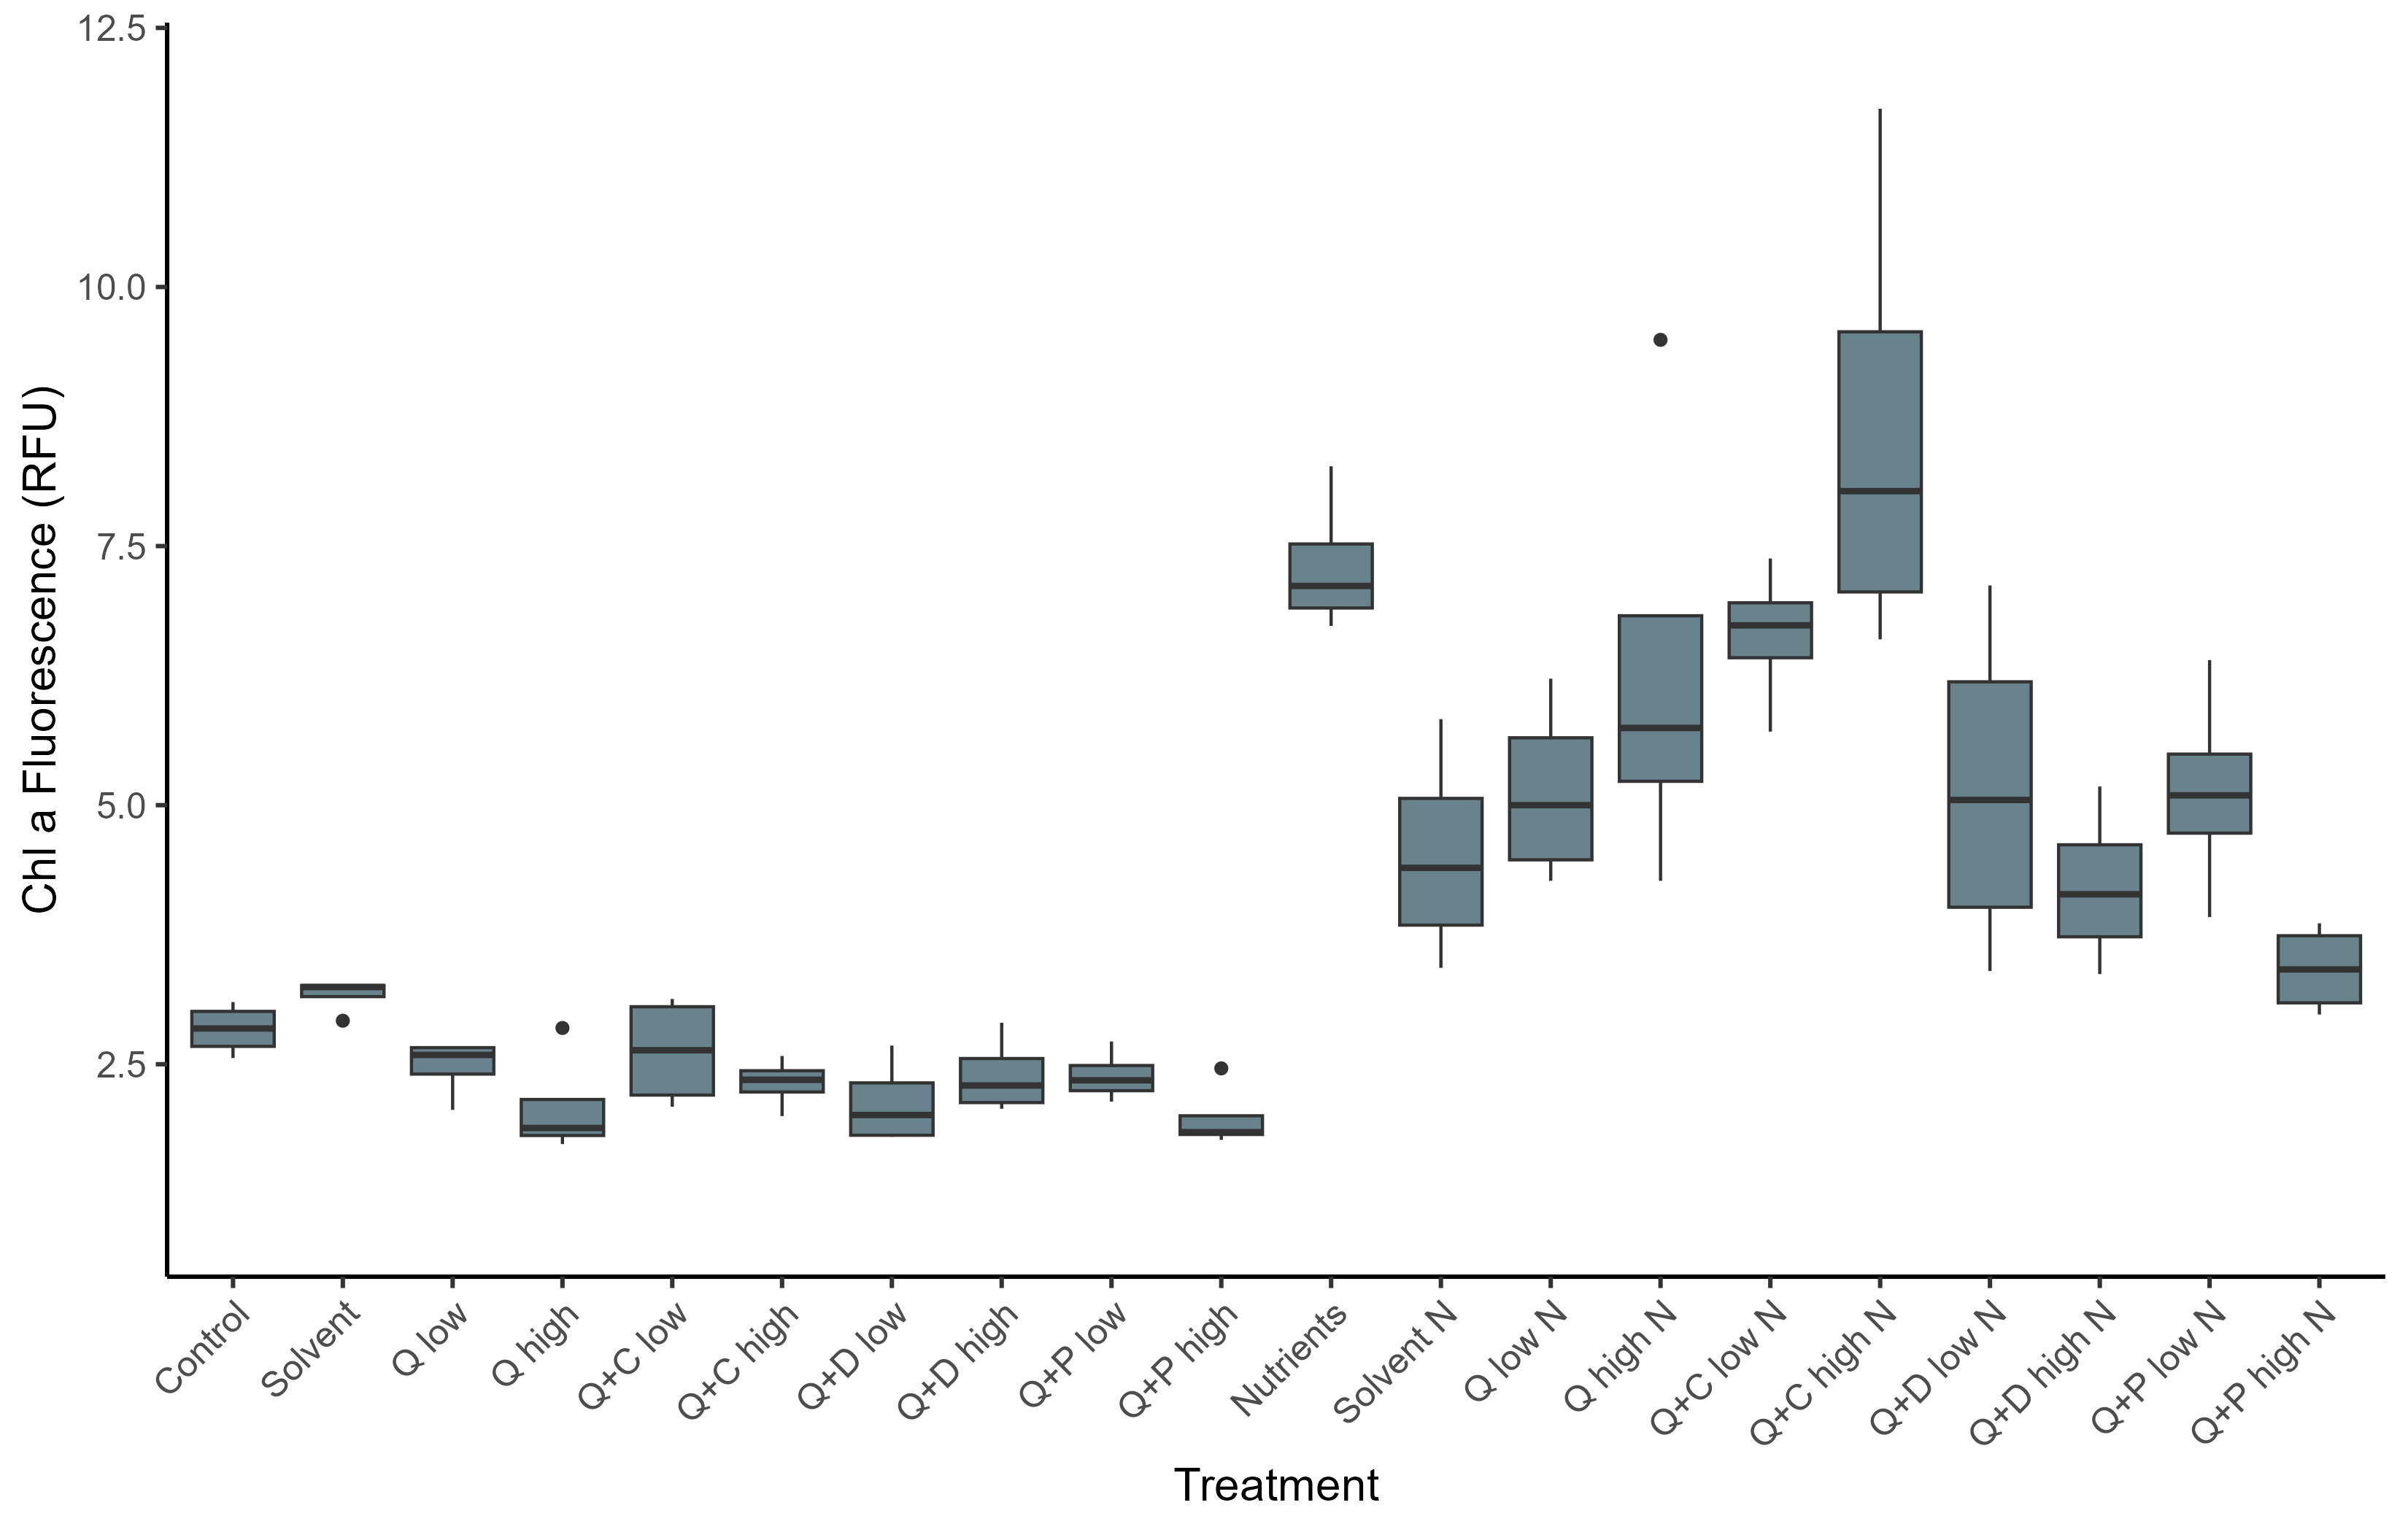 Chl a Fluorescence (RFU)
12.5
10.0
7.5
5.0
2.5
Control
Solvent
Q low
Q high
Q+C low
Q+C high
Q+D low
Q+D high
Q+P low
Q+P high
Nutrients
Solvent N
Q low N
Q high N
Q+C low N
Q+C high N
Q+D low N
Q+D high N
Q+P low N
Q+P high N
Treatment